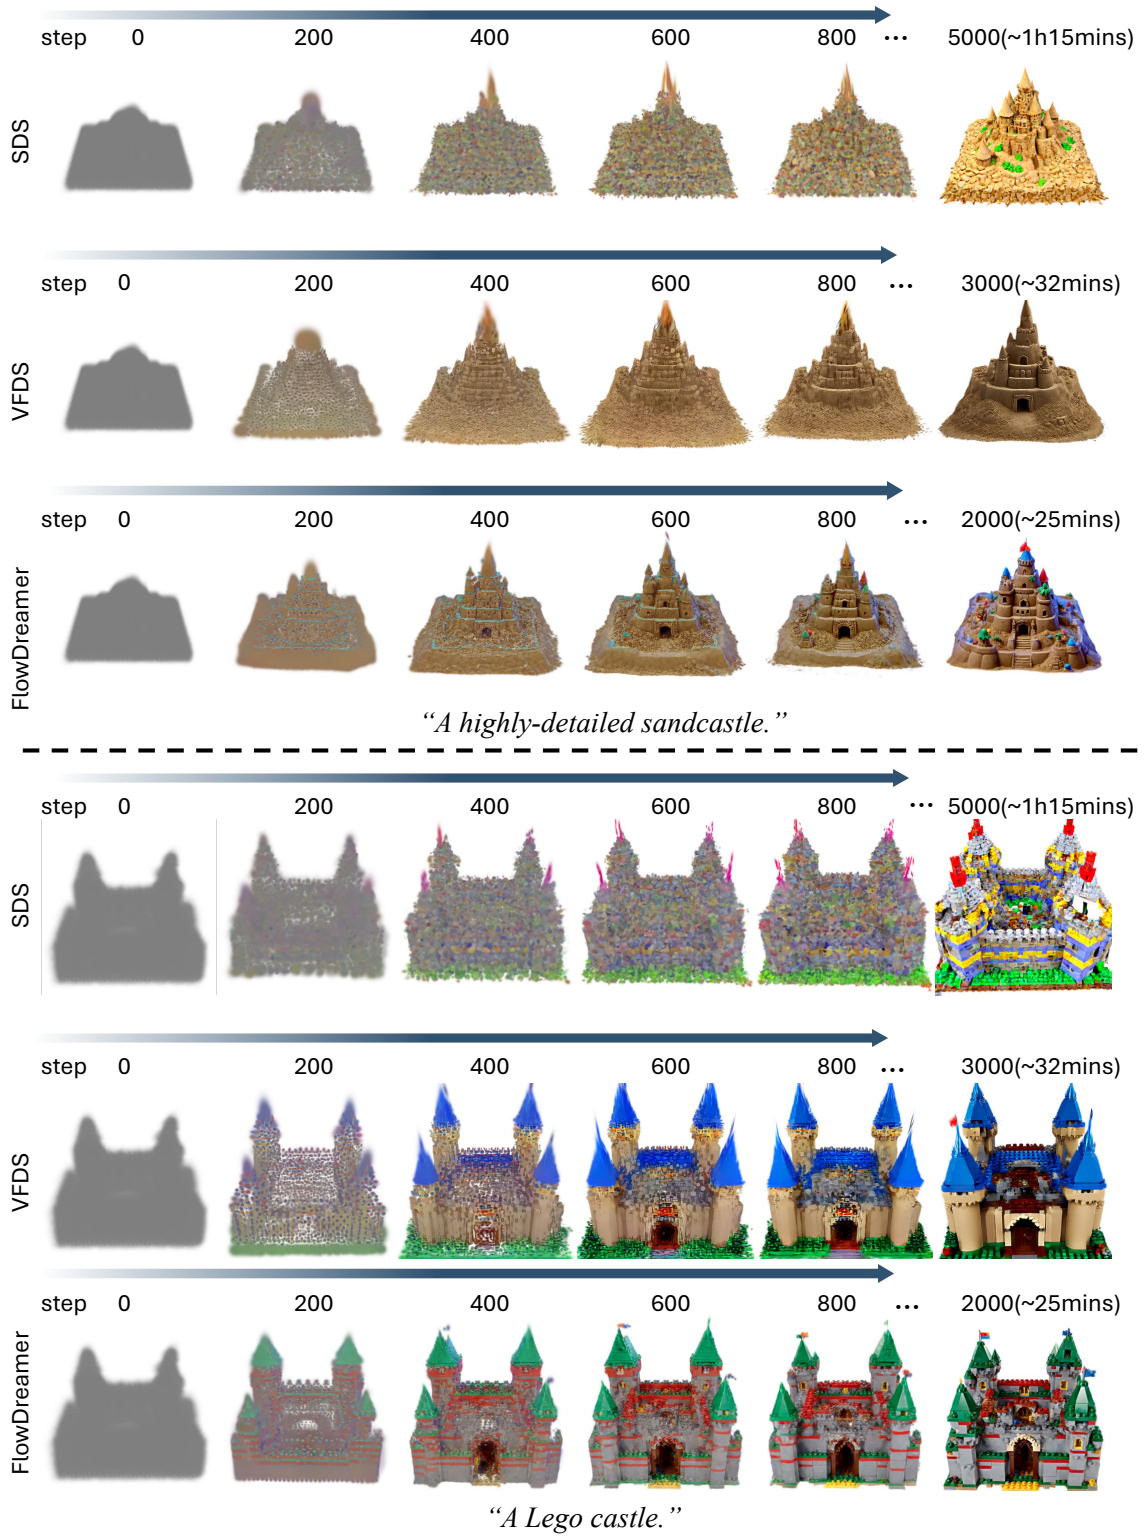 step 0 200 400 600 800 ... 5000(~1h15mins)
SDS
step 0 200 400 600 800 ... 3000(~32mins)
VFDS
step 0 200 400 600 800 ... 2000(~25mins)
FlowDreamer
“A highly-detailed sandcastle.”
step 0 200 400 600 800 ... 5000(~1h15mins)
SDS
step 0 200 400 600 800 ... 3000(~32mins)
VFDS
step 0 200 400 600 800 ... 2000(~25mins)
FlowDreamer
“A Lego castle.”